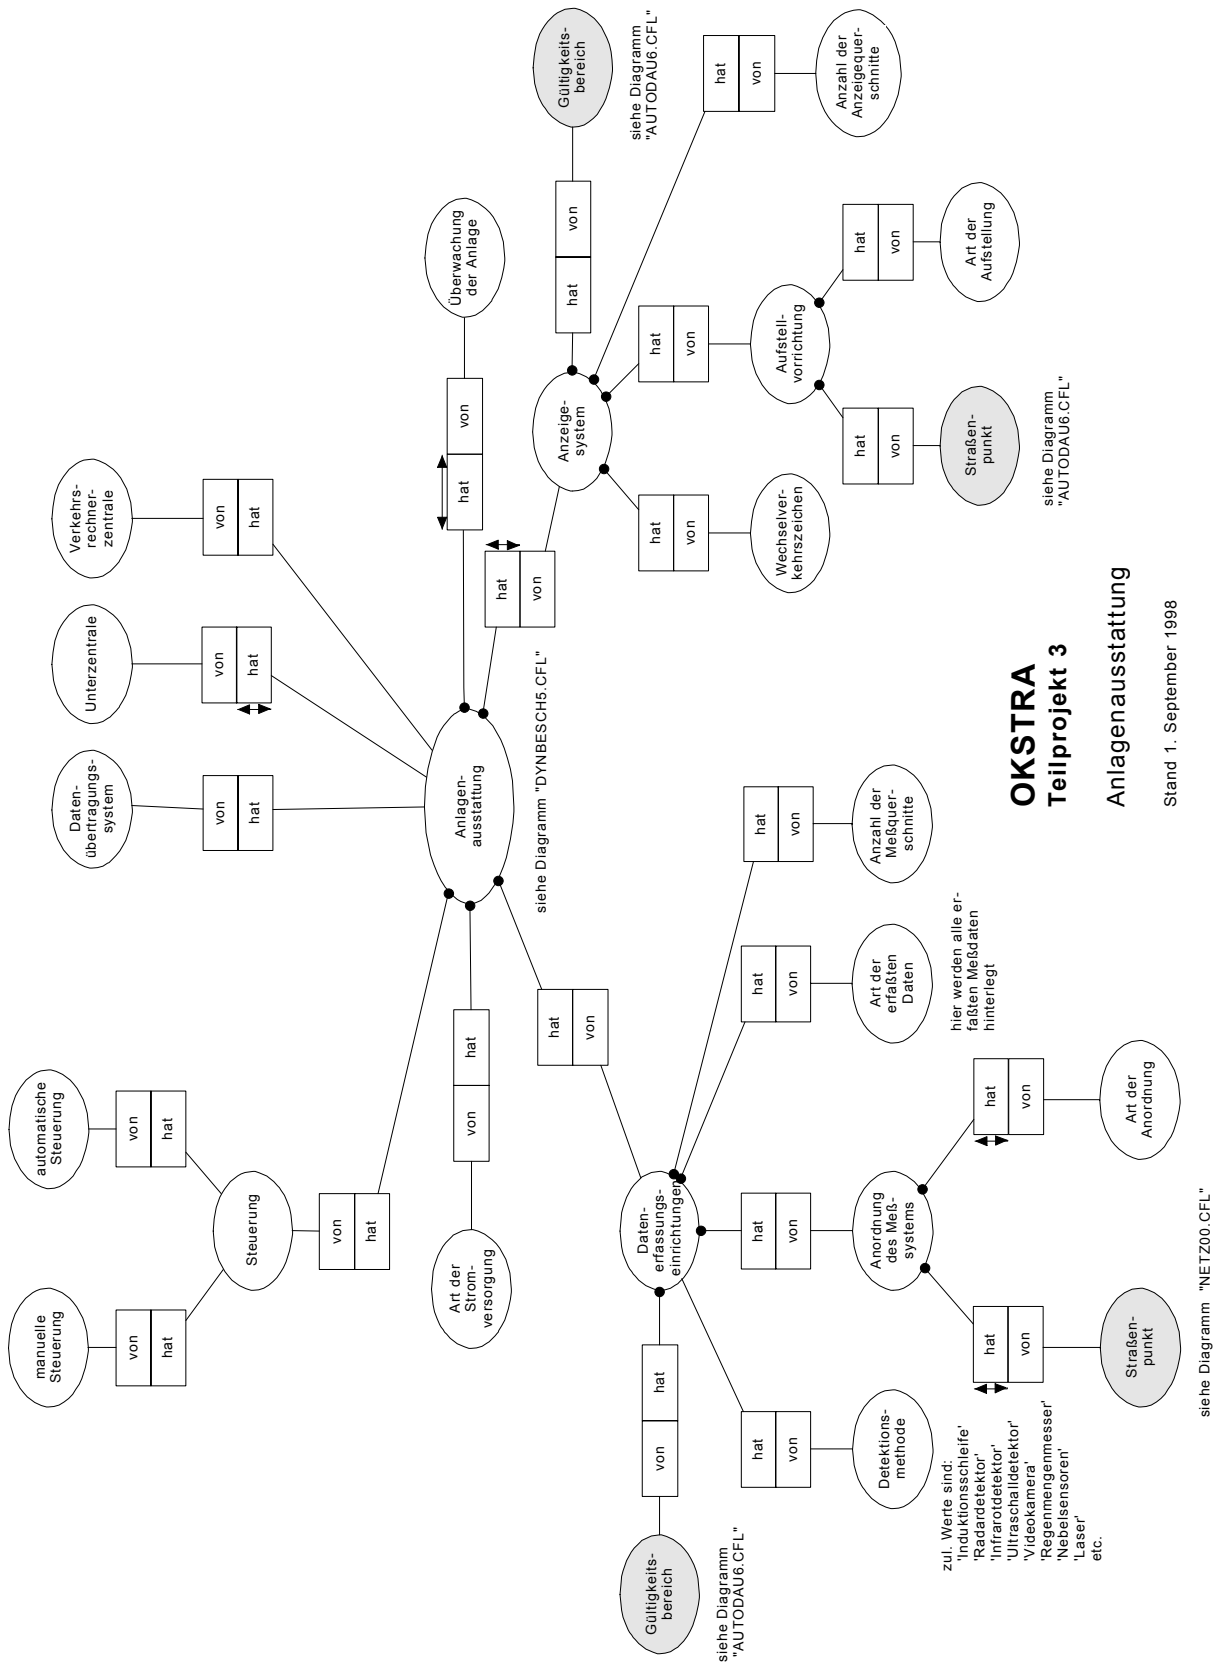 manuelle
Steuerung
von
hat
automatische
Steuerung
von
hat
Steuerung
von
hat
Daten-
übertragungs-
system
von
hat
Unterzentrale
von
hat
Verkehrs-
rechner-
zentrale
von
hat
Art der
Strom-
versorgung
von
hat
Anlagen-
ausstattung
siehe Diagramm "DYNBESCH5.CFL"
hat
von
Überwachung
der Anlage
hat
von
hat
von
Anzeige-
system
hat
von
Gültigkeits-
bereich
siehe Diagramm
"AUTODAU6.CFL"
hat
von
Wechselver-
kehrszeichen
hat
von
Aufstell-
vorrichtung
hat
von
Anzahl der
Anzeigequer-
schnitte
hat
von
Straßen-
punkt
siehe Diagramm
"AUTODAU6.CFL"
hat
von
Art der
Aufstellung
Gültigkeits-
bereich
siehe Diagramm
"AUTODAU6.CFL"
von
hat
Daten-
erfassungs-
einrichtungen
hat
von
Detektions-
methode
zul. Werte sind:
'Induktionsschleife'
'Radardetektor'
'Infrarotdetektor'
'Ultraschalldetektor'
'Videokamera'
'Regenmengenmesser'
'Nebelsensoren'
'Laser'
etc.
hat
von
Anordnung
des Meß-
systems
hat
von
Art der
erfaßten
Daten
hier werden alle er-
faßten Meßdaten
hinterlegt
hat
von
Anzahl der
Meßquer-
schnitte
hat
von
Straßen-
punkt
siehe Diagramm "NETZ00.CFL"
hat
von
Art der
Anordnung
OKSTRA
Teilprojekt 3
Anlagenausstattung
Stand 1. September 1998